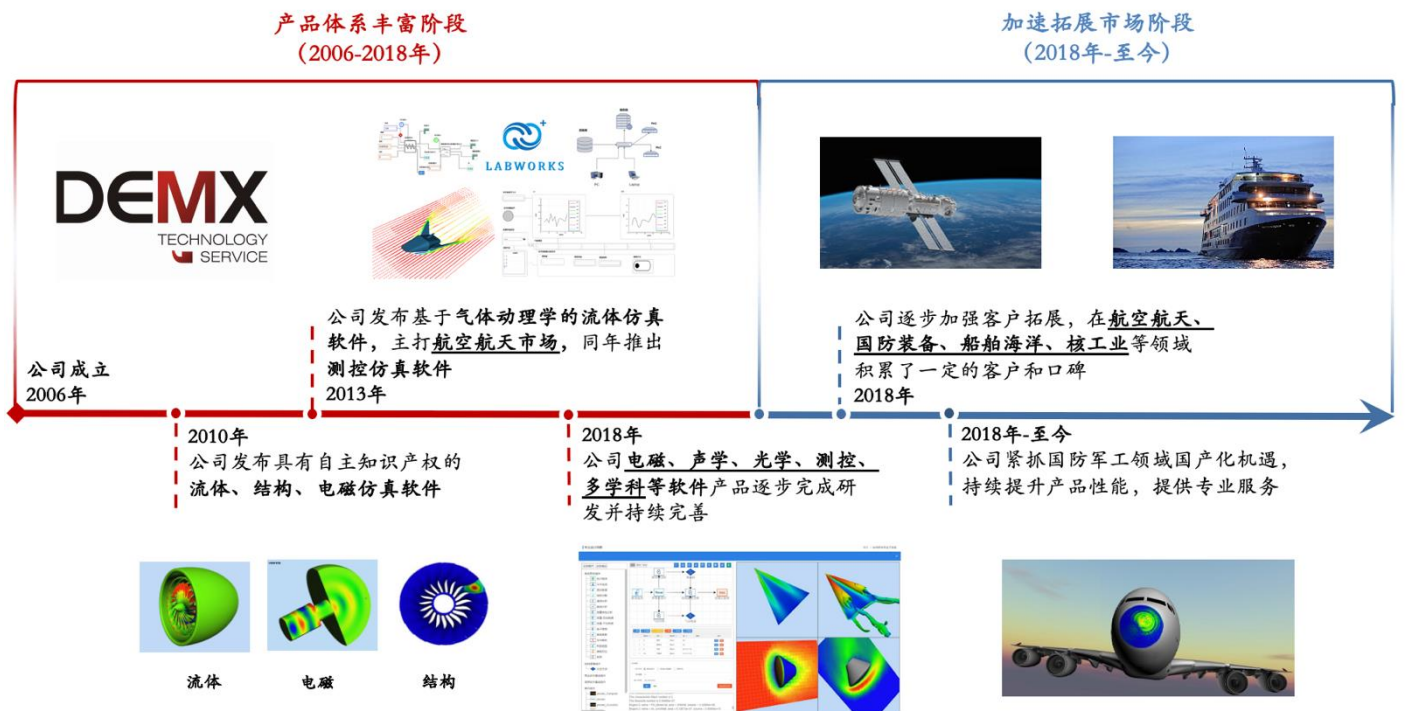 产品体系丰富阶段
（2006-2018年）
加速拓展市场阶段
（2018年-至今）
DEMX
TECHNOLOGY
SERVICE
LABWORKS
公司成立
2006年
公司发布基于气体动理学的流体仿真
软件，主打航空航天市场，同年推出
测控仿真软件
2013年
公司逐步加强客户拓展，在航空航天、
国防装备、船舶海洋、核工业等领域
积累了一定的客户和口碑
2018年
2010年
公司发布具有自主知识产权的
流体、结构、电磁仿真软件
2018年
公司电磁、声学、光学、测控、
多学科等软件产品逐步完成研
发并持续完善
2018年-至今
公司紧抓国防军工领域国产化机遇，
持续提升产品性能，提供专业服务
流体
电磁
结构